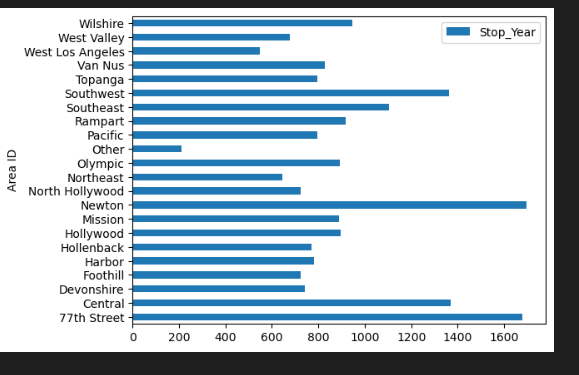 Wilshire
West Valley
West Los Angeles
Van Nus
Topanga
Southwest
Southeast
Rampart
Pacific
Other
Olympic
Northeast
North Hollywood
Newton
Mission
Hollywood
Hollenback
Harbor
Foothill
Devonshire
Central
77th Street
Area ID
Stop_Year
0 200 400 600 800 1000 1200 1400 1600